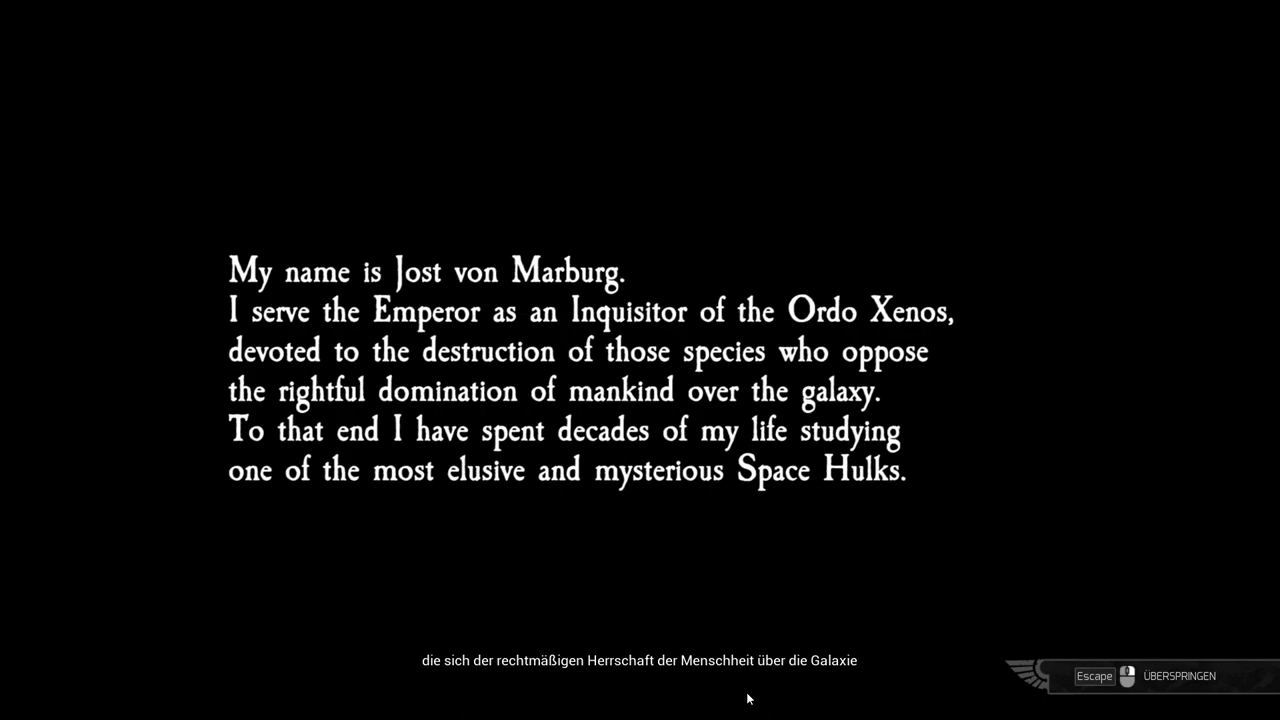 My name is Jost von Marburg.
I serve the Emperor as an Inquisitor of the Ordo Xenos,
devoted to the destruction of those species who oppose
the rightful domination of mankind over the galaxy.
To that end I have spent decades of my life studying
one of the most elusive and mysterious Space Hulks.
die sich der rechtmäßigen Herrschaft der Menschheit über die Galaxie
Escape ÜBERSPRINGEN